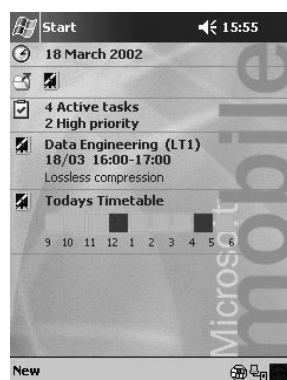 Start 15:55
18 March 2002
4 Active tasks
2 High priority
Data Engineering (LT1)
18/03 16:00-17:00
Lossless compression
Todays Timetable
9 10 11 12 1 2 3 4 5 6
Microsoft
mobile
New